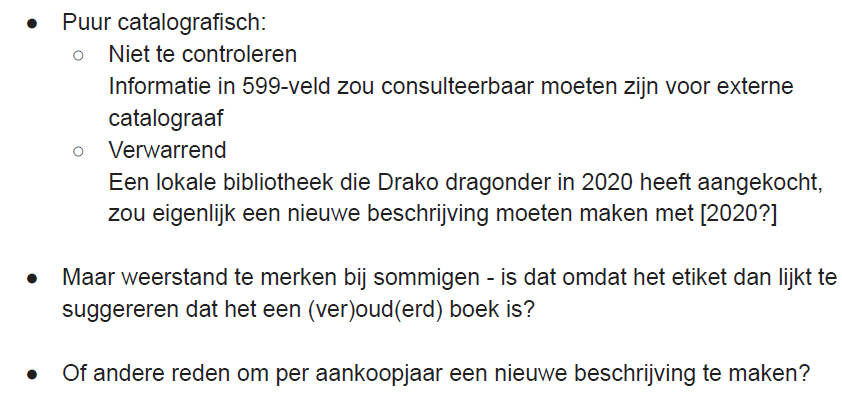 ● Puur catalografisch:
○ Niet te controleren
Informatie in 599-veld zou consulteerbaar moeten zijn voor externe
catalograaf
○ Verwarrend
Een lokale bibliotheek die Drako dragonder in 2020 heeft aangekocht,
zou eigenlijk een nieuwe beschrijving moeten maken met [2020?]
● Maar weerstand te merken bij sommigen - is dat omdat het etiket dan lijkt te
suggereren dat het een (ver)oud(erd) boek is?
● Of andere reden om per aankoopjaar een nieuwe beschrijving te maken?